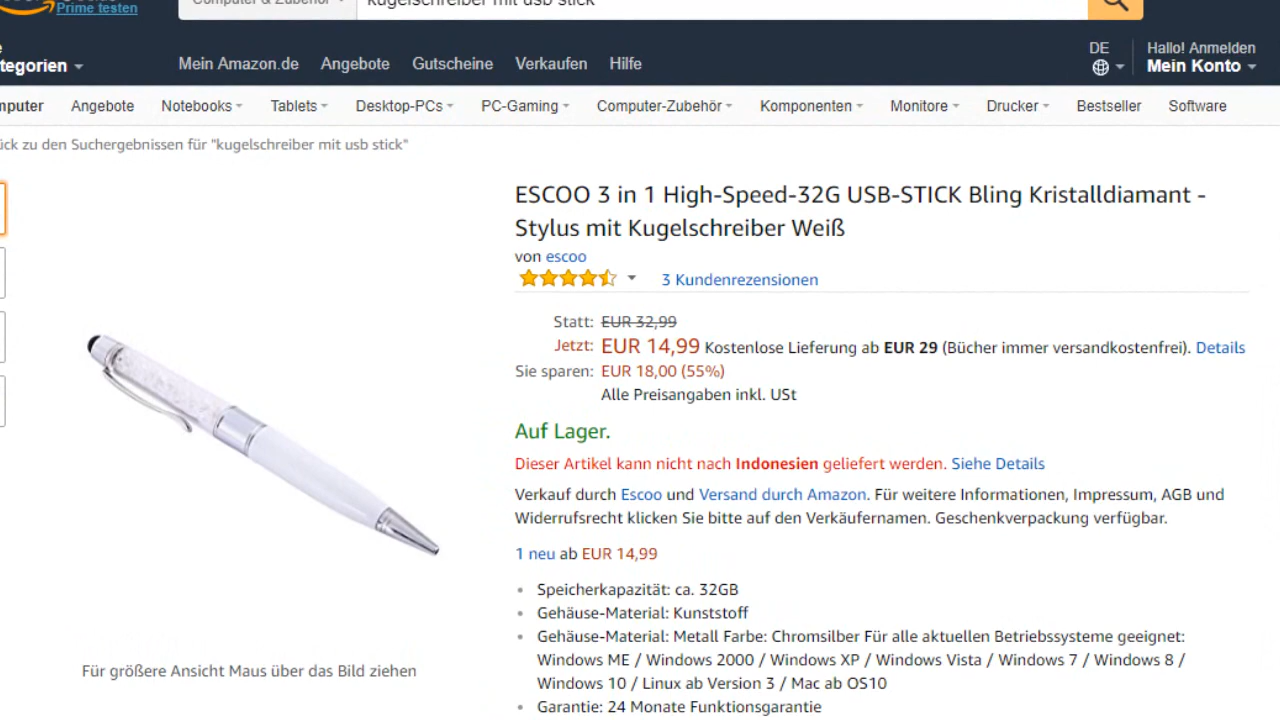 Prime testen
kugelschreiber mit usb stick
Mein Amazon.de Angebote Gutscheine Verkaufen Hilfe
DE Hallo! Anmelden
Mein Konto
Angebote Notebooks Tablets Desktop-PCs PC-Gaming Computer-Zubehör Komponenten Monitore Drucker Bestseller Software
zu den Suchergebnissen für "kugelschreiber mit usb stick"
ESCOO 3 in 1 High-Speed-32G USB-STICK Bling Kristalldiamant -
Stylus mit Kugelschreiber Weiß
von escoo
3 Kundenrezensionen
Statt: EUR 32,99
Jetzt: EUR 14,99 Kostenlose Lieferung ab EUR 29 (Bücher immer versandkostenfrei). Details
Sie sparen: EUR 18,00 (55%)
Alle Preisangaben inkl. USt
Auf Lager.
Dieser Artikel kann nicht nach Indonesien geliefert werden. Siehe Details
Verkauf durch Escoo und Versand durch Amazon. Für weitere Informationen, Impressum, AGB und
Widerrufsrecht klicken Sie bitte auf den Verkäufernamen. Geschenkverpackung verfügbar.
1 neu ab EUR 14,99
Speicherkapazität: ca. 32GB
Gehäuse-Material: Kunststoff
Gehäuse-Material: Metall Farbe: Chromsilber Für alle aktuellen Betriebssysteme geeignet:
Windows ME / Windows 2000 / Windows XP / Windows Vista / Windows 7 / Windows 8 /
Windows 10 / Linux ab Version 3 / Mac ab OS10
Garantie: 24 Monate Funktionsgarantie
Für größere Ansicht Maus über das Bild ziehen